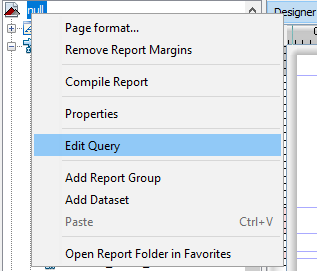 null
Designer
Page format...
Remove Report Margins
Compile Report
Properties
Edit Query
Add Report Group
Add Dataset
Paste Ctrl+V
Open Report Folder in Favorites